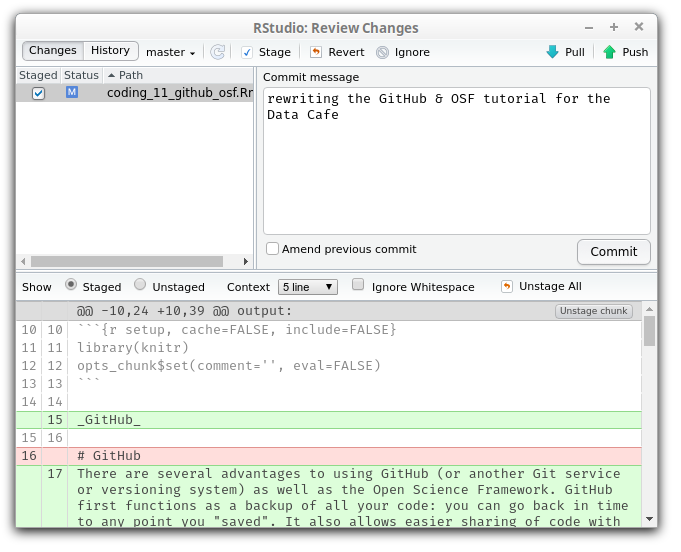 RStudio: Review Changes
Changes History master Stage Revert Ignore Pull Push
Staged Status Path
M coding_11_github_osf.Rr
Commit message
rewriting the GitHub & OSF tutorial for the
Data Cafe
Amend previous commit
Commit
Show Staged Unstaged Context 5 line Ignore Whitespace Unstage All
@@ -10,24 +10,39 @@ output: Unstage chunk
10 10 ```{r setup, cache=FALSE, include=FALSE}
11 11 library(knitr)
12 12 opts_chunk$set(comment='', eval=FALSE)
13 13 ```
14 14
15 _GitHub_
15 16
16 # GitHub
17 There are several advantages to using GitHub (or another Git service
or versioning system) as well as the Open Science Framework. GitHub
first functions as a backup of all your code: you can go back in time
to any point you "saved". It also allows easier sharing of code with